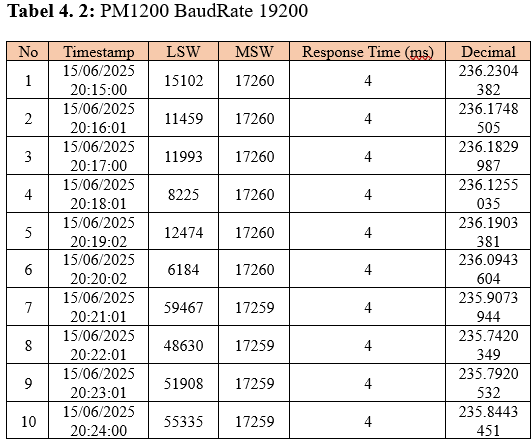 Tabel 4. 2: PM1200 BaudRate 19200
No Timestamp LSW MSW Response Time (ms) Decimal
1 15/06/2025 20:15:00 15102 17260 4 236.2304382
2 15/06/2025 20:16:01 11459 17260 4 236.1748505
3 15/06/2025 20:17:00 11993 17260 4 236.1829987
4 15/06/2025 20:18:01 8225 17260 4 236.1255035
5 15/06/2025 20:19:02 12474 17260 4 236.1903381
6 15/06/2025 20:20:02 6184 17260 4 236.0943604
7 15/06/2025 20:21:01 59467 17259 4 235.9073944
8 15/06/2025 20:22:01 48630 17259 4 235.7420349
9 15/06/2025 20:23:01 51908 17259 4 235.7920532
10 15/06/2025 20:24:00 55335 17259 4 235.8443451